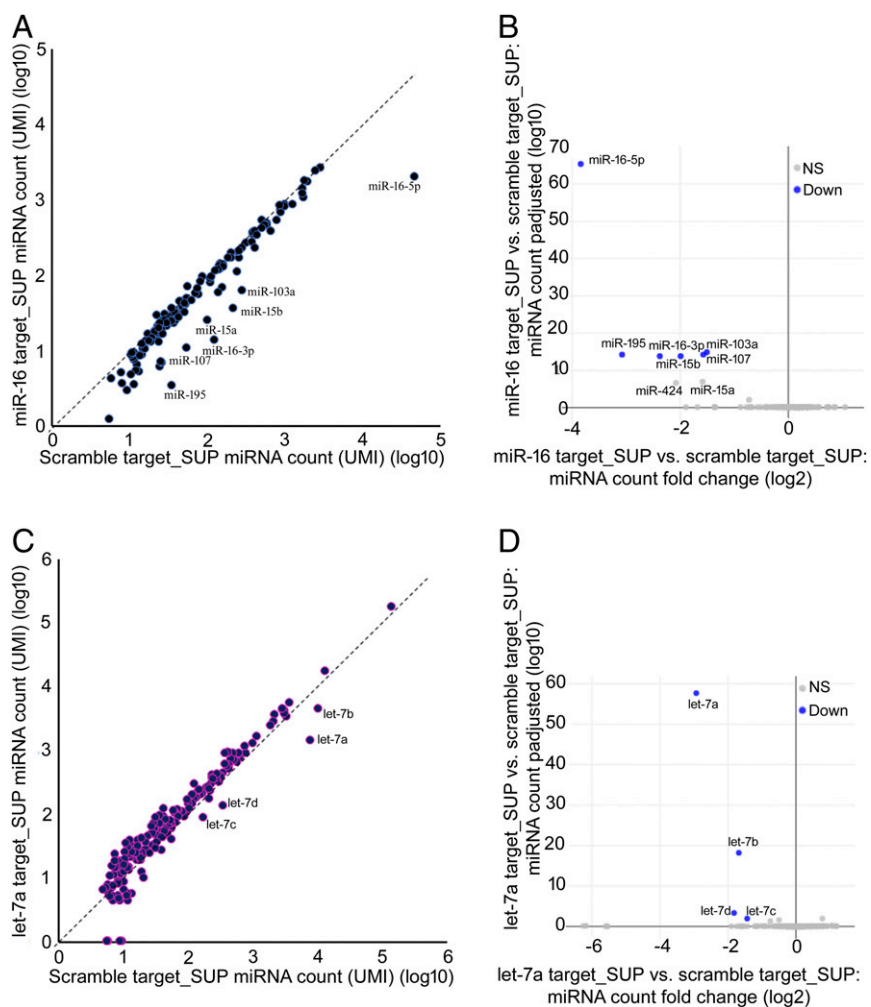 A
miR-16 target_SUP miRNA count (UMI) (log10)
5
4
3
2
1
0
0
1
2
3
4
5
miR-16-5p
miR-103a
miR-15b
miR-15a
miR-16-3p
miR-107
miR-195
Scramble target_SUP miRNA count (UMI) (log10)
B
miR-16 target_SUP vs. scramble target_SUP:
miRNA count padjusted (log10)
70
60
50
40
30
20
10
0
-4
-2
0
NS
Down
miR-16-5p
miR-195
miR-16-3p
miR-103a
miR-15b
miR-107
miR-424
miR-15a
miR-16 target_SUP vs. scramble target_SUP:
miRNA count fold change (log2)
C
let-7a target_SUP miRNA count (UMI) (log10)
6
5
4
3
2
1
0
0
1
2
3
4
5
6
let-7b
let-7a
let-7d
let-7c
Scramble target_SUP miRNA count (UMI) (log10)
D
let-7a target_SUP vs. scramble target_SUP:
miRNA count padjusted (log10)
60
50
40
30
20
10
0
-6
-4
-2
0
NS
Down
let-7a
let-7b
let-7d
let-7c
let-7a target_SUP vs. scramble target_SUP:
miRNA count fold change (log2)